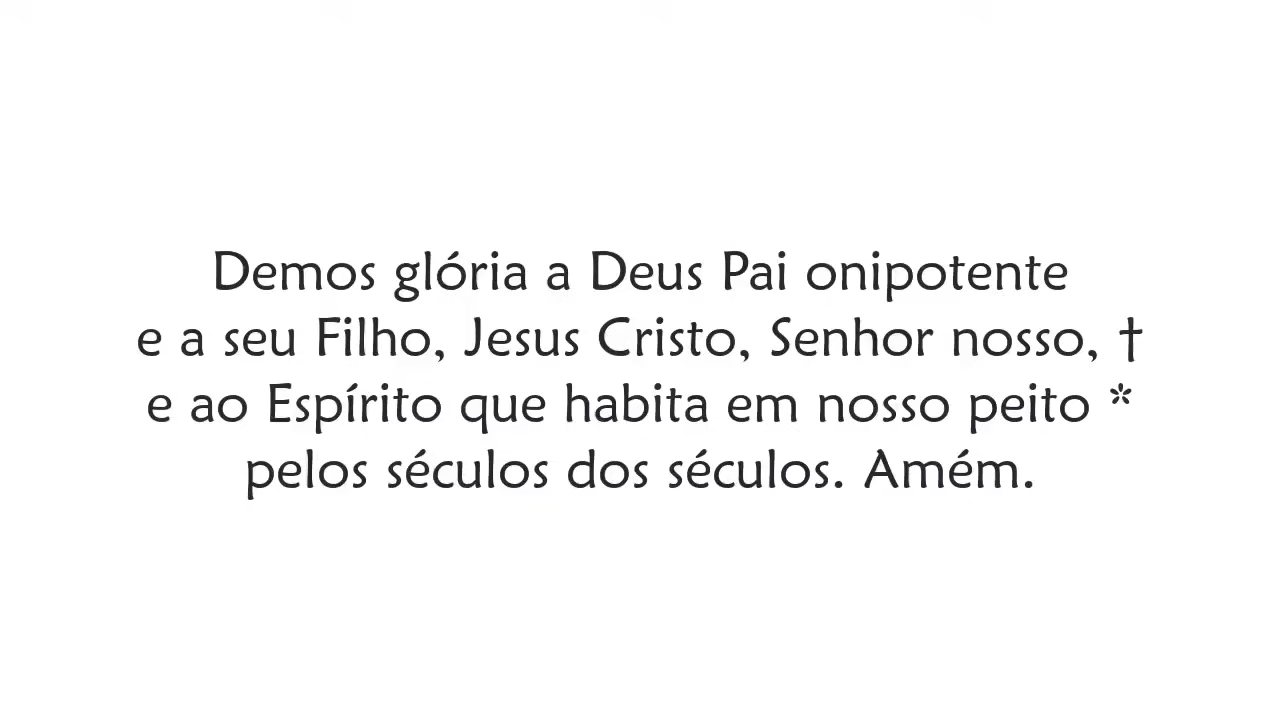 Demos glória a Deus Pai onipotente
e a seu Filho, Jesus Cristo, Senhor nosso, †
e ao Espírito que habita em nosso peito *
pelos séculos dos séculos. Amém.